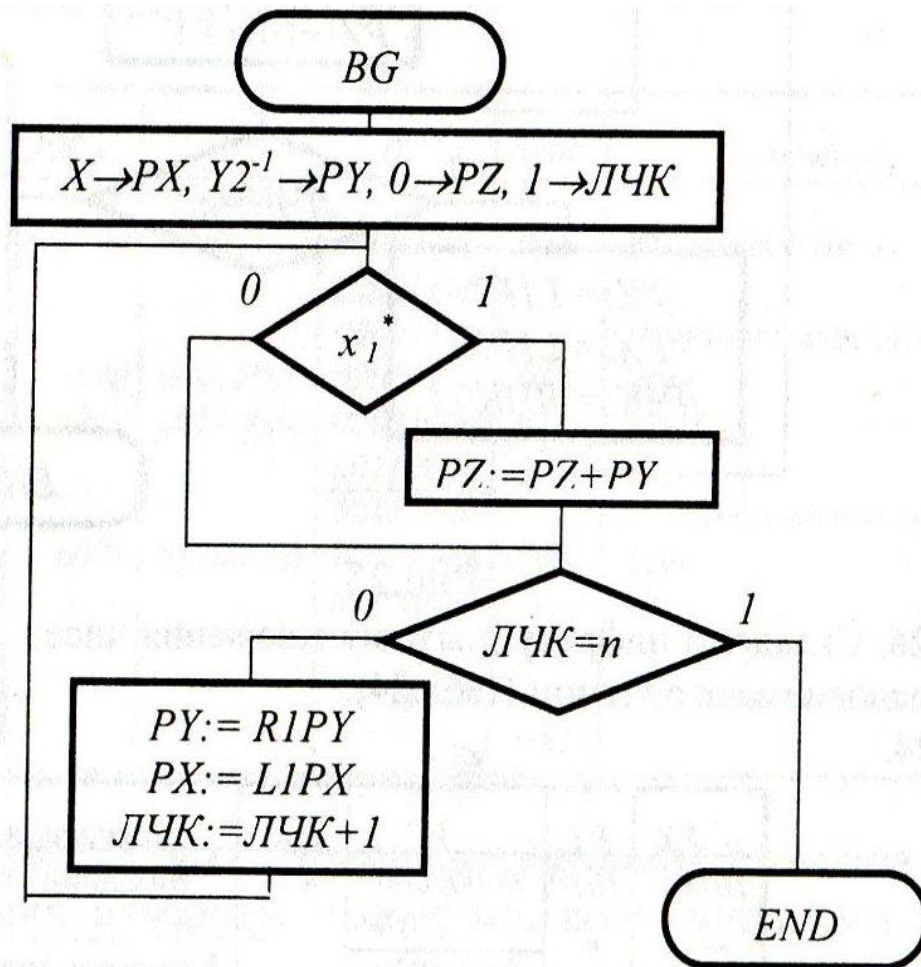 BG
X→PX, Y2⁻¹→PY, 0→PZ, 1→ЛЧК
0
1
x₁*
PZ:=PZ+PY
0
1
ЛЧК=n
PY:= R1PY
PX:= L1PX
ЛЧК:=ЛЧК+1
END